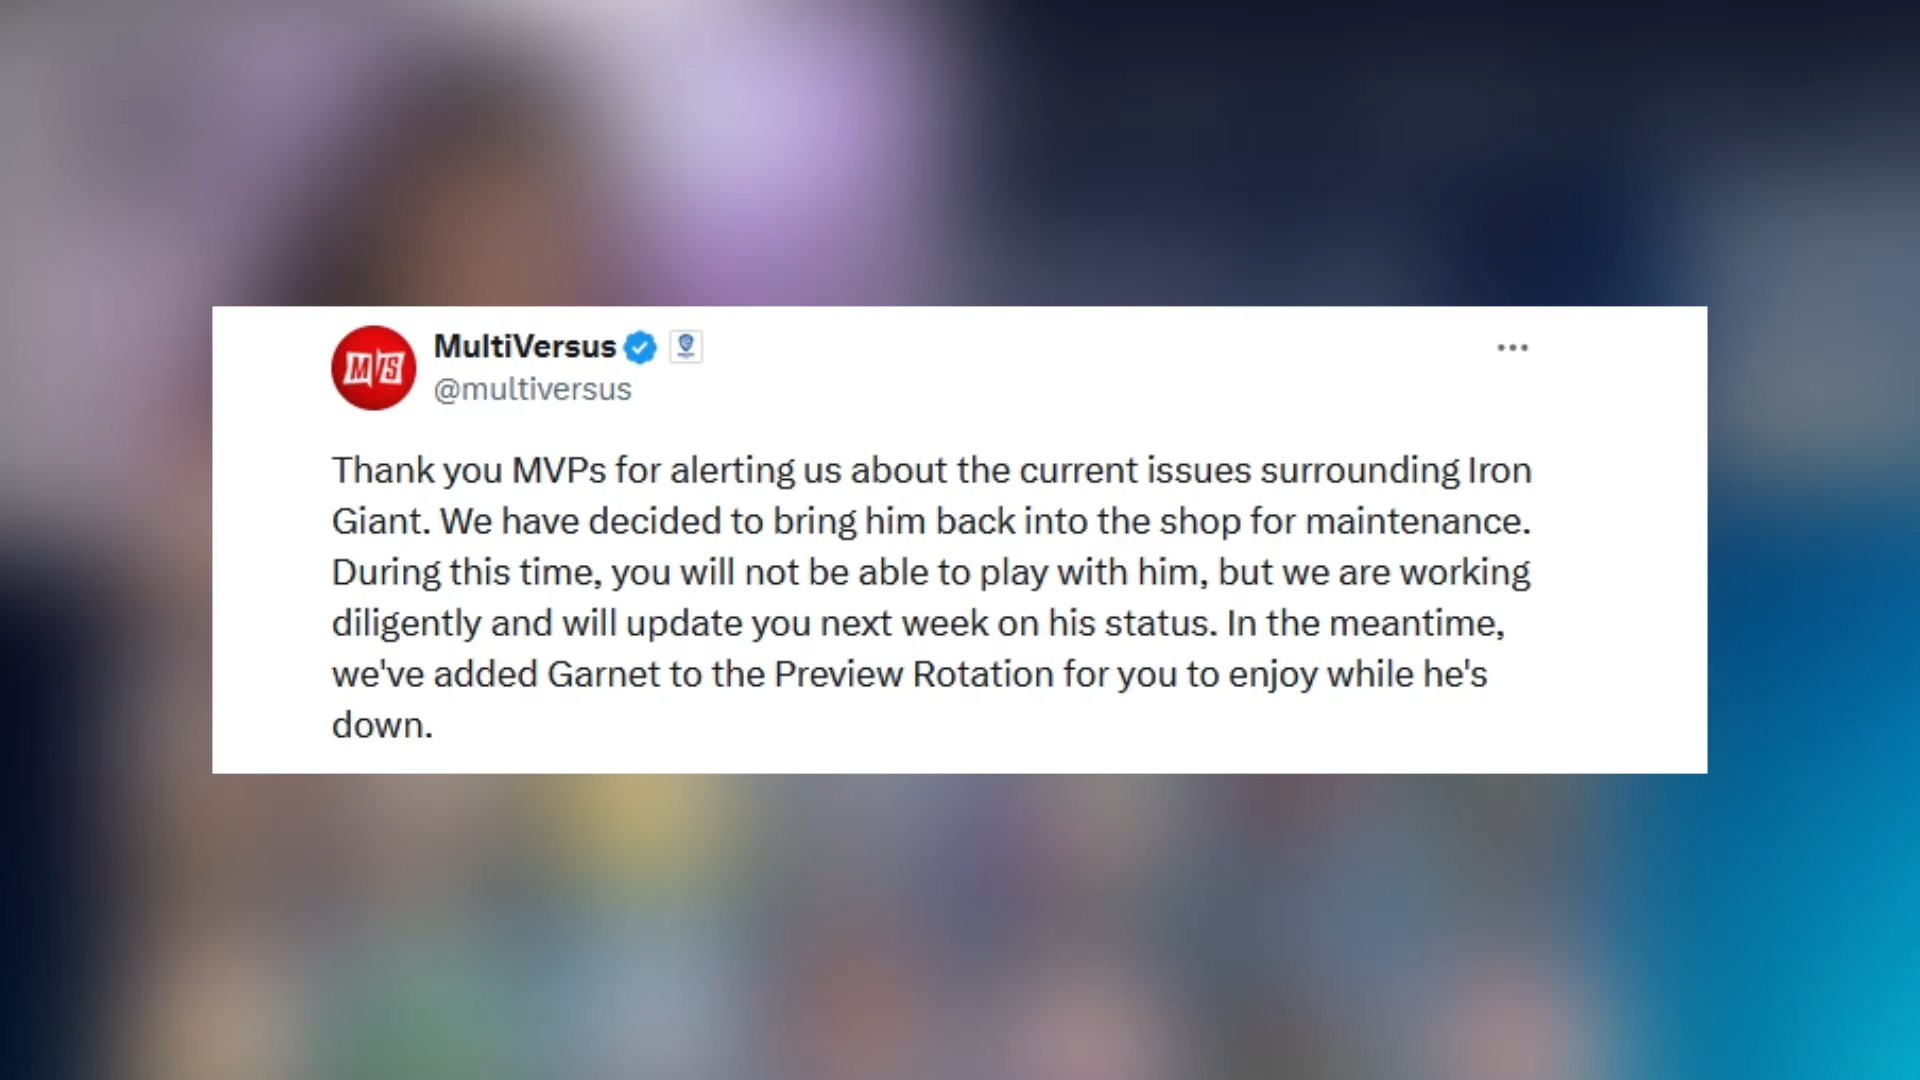 MultiVersus
@multiversus
M/S
Thank you MVPs for alerting us about the current issues surrounding Iron
Giant. We have decided to bring him back into the shop for maintenance.
During this time, you will not be able to play with him, but we are working
diligently and will update you next week on his status. In the meantime,
we've added Garnet to the Preview Rotation for you to enjoy while he's
down.